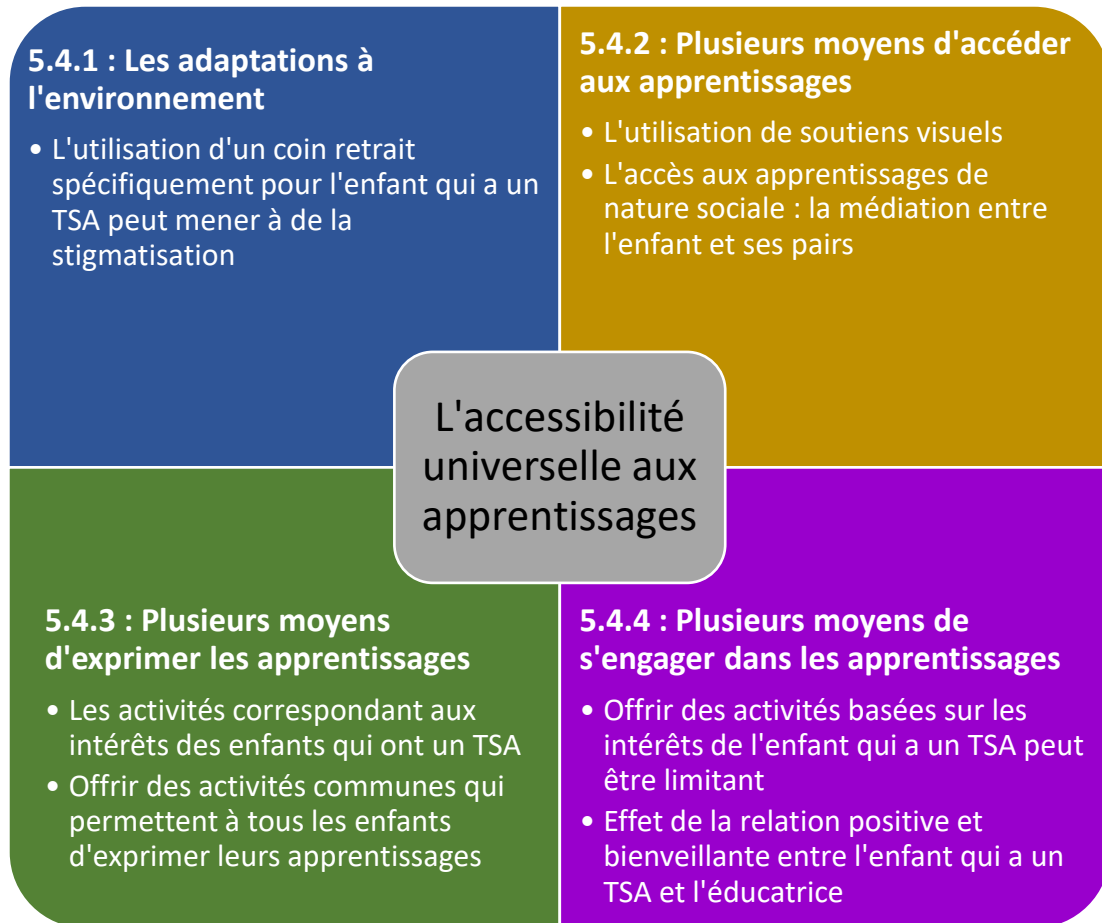 5.4.1 : Les adaptations à
l'environnement
• L'utilisation d'un coin retrait
spécifiquement pour l'enfant qui a un
TSA peut mener à de la
stigmatisation
5.4.2 : Plusieurs moyens d'accéder
aux apprentissages
• L'utilisation de soutiens visuels
• L'accès aux apprentissages de
nature sociale : la médiation entre
l'enfant et ses pairs
L'accessibilité
universelle aux
apprentissages
5.4.3 : Plusieurs moyens
d'exprimer les apprentissages
• Les activités correspondant aux
intérêts des enfants qui ont un TSA
• Offrir des activités communes qui
permettent à tous les enfants
d'exprimer leurs apprentissages
5.4.4 : Plusieurs moyens de
s'engager dans les apprentissages
• Offrir des activités basées sur les
intérêts de l'enfant qui a un TSA peut
être limitant
• Effet de la relation positive et
bienveillante entre l'enfant qui a un
TSA et l'éducatrice